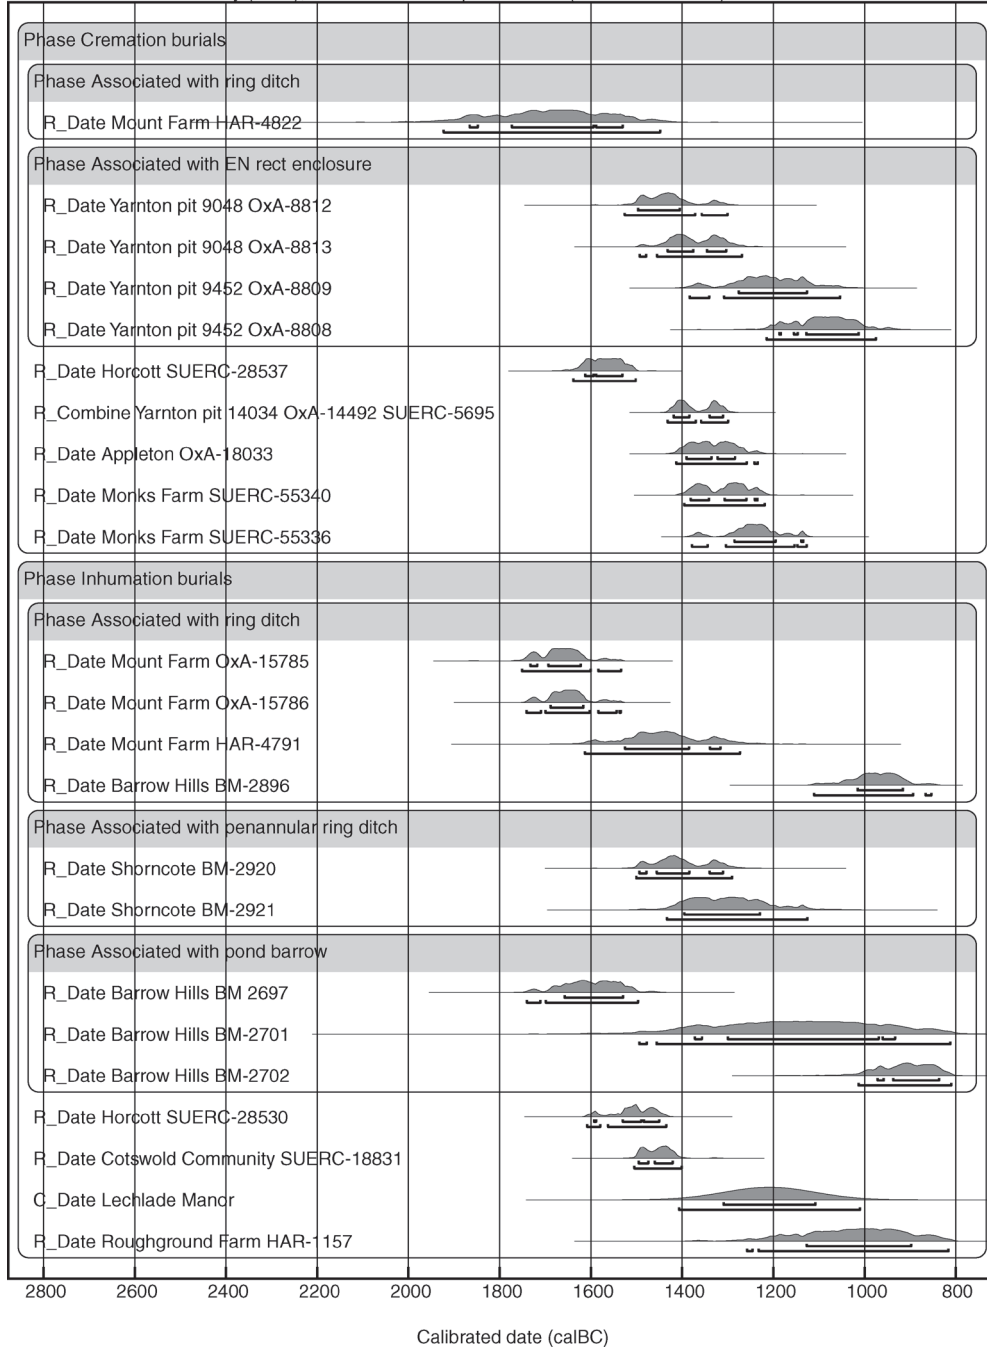 Phase Cremation burials
Phase Associated with ring ditch
R_Date Mount Farm HAR-4822
Phase Associated with EN rect enclosure
R_Date Yarnton pit 9048 OxA-8812
R_Date Yarnton pit 9048 OxA-8813
R_Date Yarnton pit 9452 OxA-8809
R_Date Yarnton pit 9452 OxA-8808
R_Date Horcott SUERC-28537
R_Combine Yarnton pit 14034 OxA-14492 SUERC-5695
R_Date Appleton OxA-18033
R_Date Monks Farm SUERC-55340
R_Date Monks Farm SUERC-55336
Phase Inhumation burials
Phase Associated with ring ditch
R_Date Mount Farm OxA-15785
R_Date Mount Farm OxA-15786
R_Date Mount Farm HAR-4791
R_Date Barrow Hills BM-2896
Phase Associated with penannular ring ditch
R_Date Shorncote BM-2920
R_Date Shorncote BM-2921
Phase Associated with pond barrow
R_Date Barrow Hills BM 2697
R_Date Barrow Hills BM-2701
R_Date Barrow Hills BM-2702
R_Date Horcott SUERC-28530
R_Date Cotswold Community SUERC-18831
C_Date Lechlade Manor
R_Date Roughground Farm HAR-1157
2800 2600 2400 2200 2000 1800 1600 1400 1200 1000 800
Calibrated date (calBC)